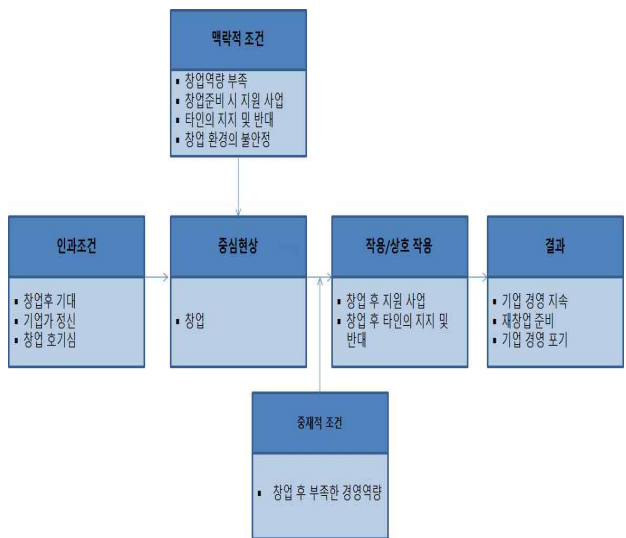 맥락적 조건
▪ 창업역량 부족
▪ 창업준비 시 지원 사업
▪ 타인의 지지 및 반대
▪ 창업 환경의 불안정
인과조건
▪ 창업후 기대
▪ 기업가 정신
▪ 창업 호기심
중심현상
▪ 창업
작용/상호 작용
▪ 창업 후 지원 사업
▪ 창업 후 타인의 지지 및
반대
결과
▪ 기업 경영 지속
▪ 재창업 준비
▪ 기업 경영 포기
중재적 조건
▪ 창업 후 부족한 경영역량